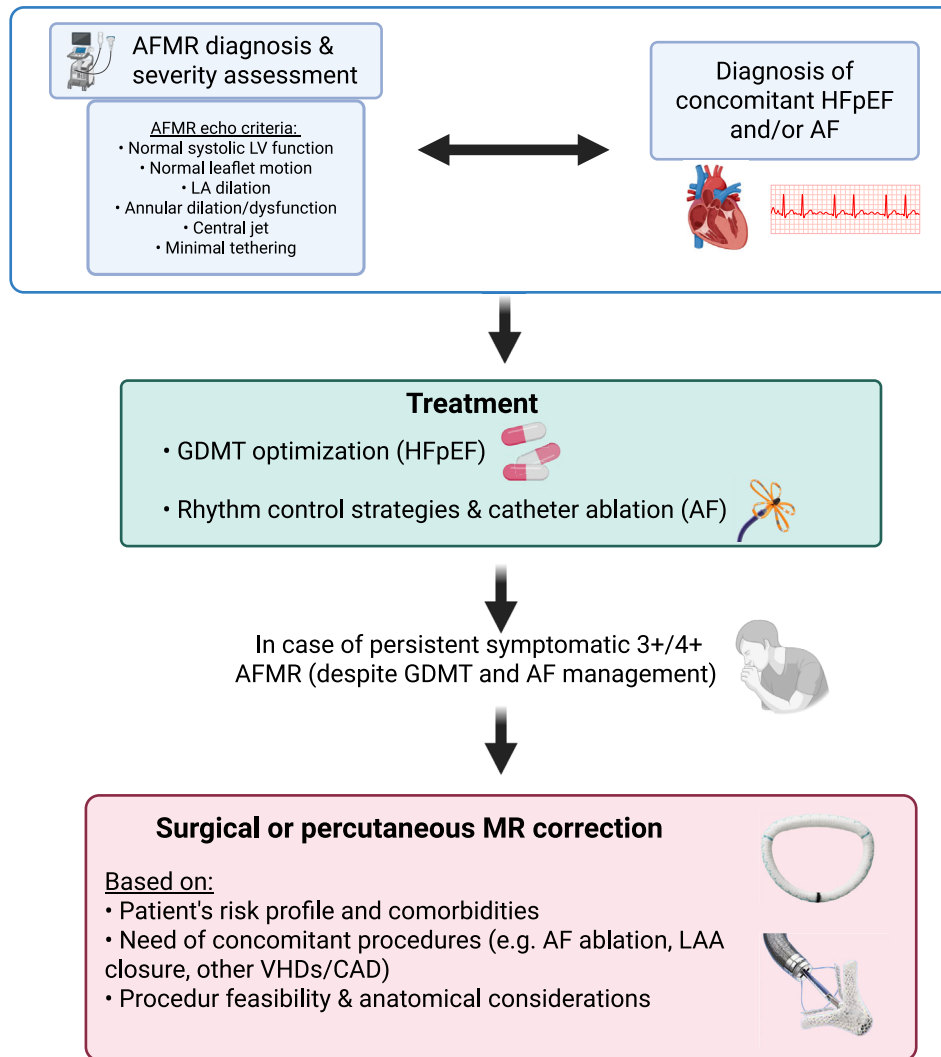 AFMR diagnosis &
severity assessment
AFMR echo criteria:
• Normal systolic LV function
• Normal leaflet motion
• LA dilation
• Annular dilation/dysfunction
• Central jet
• Minimal tethering
Diagnosis of
concomitant HFpEF
and/or AF
Treatment
• GDMT optimization (HFpEF)
• Rhythm control strategies & catheter ablation (AF)
In case of persistent symptomatic 3+/4+
AFMR (despite GDMT and AF management)
Surgical or percutaneous MR correction
Based on:
• Patient's risk profile and comorbidities
• Need of concomitant procedures (e.g. AF ablation, LAA
closure, other VHDs/CAD)
• Procedur feasibility & anatomical considerations